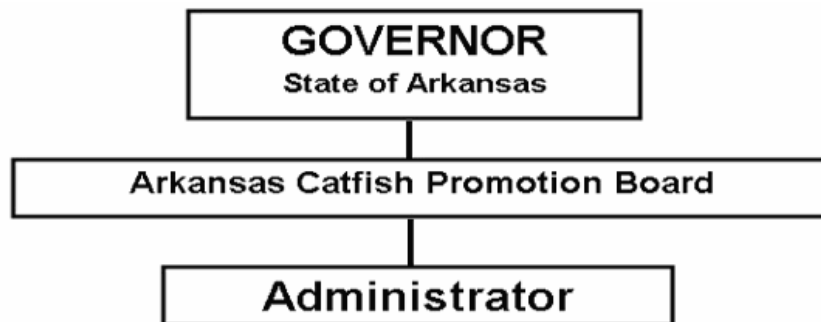 GOVERNOR
State of Arkansas
Arkansas Catfish Promotion Board
Administrator